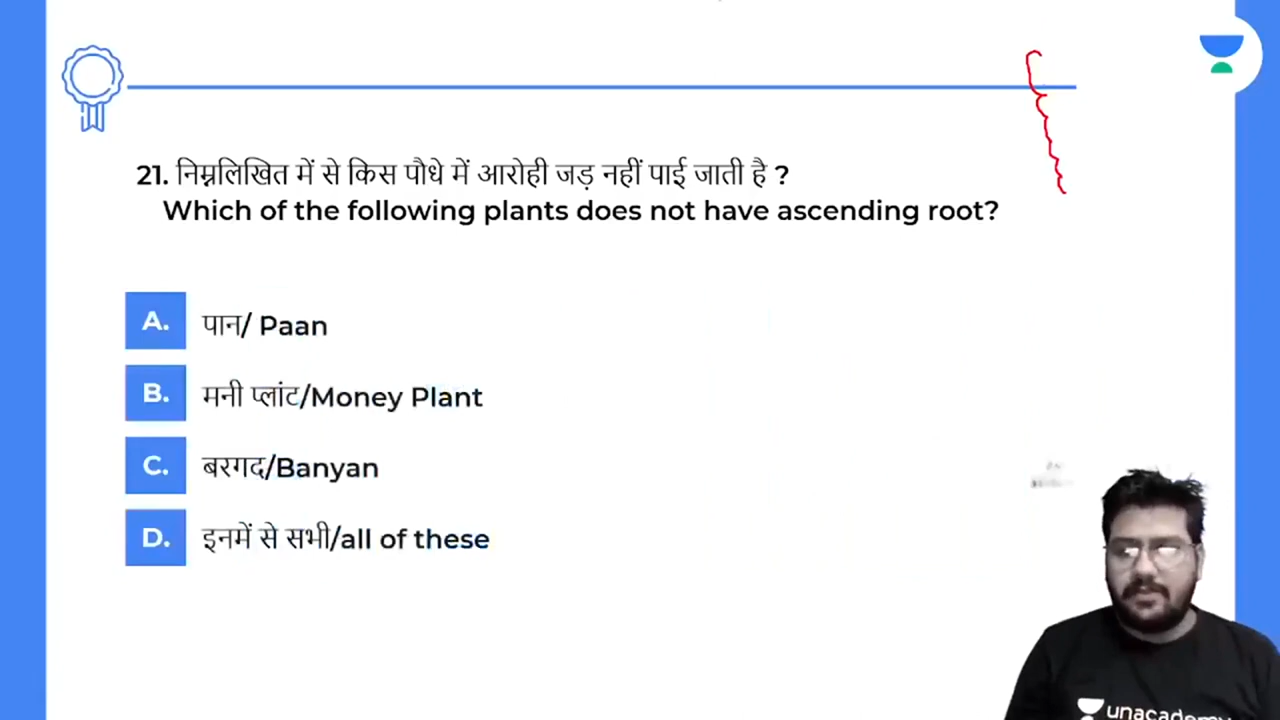 21. निम्नलिखित में से किस पौधे में आरोही जड़ नहीं पाई जाती है ?
Which of the following plants does not have ascending root?
A. पान/ Paan
B. मनी प्लांट/Money Plant
C. बरगद/Banyan
D. इनमें से सभी/all of these
unacademy